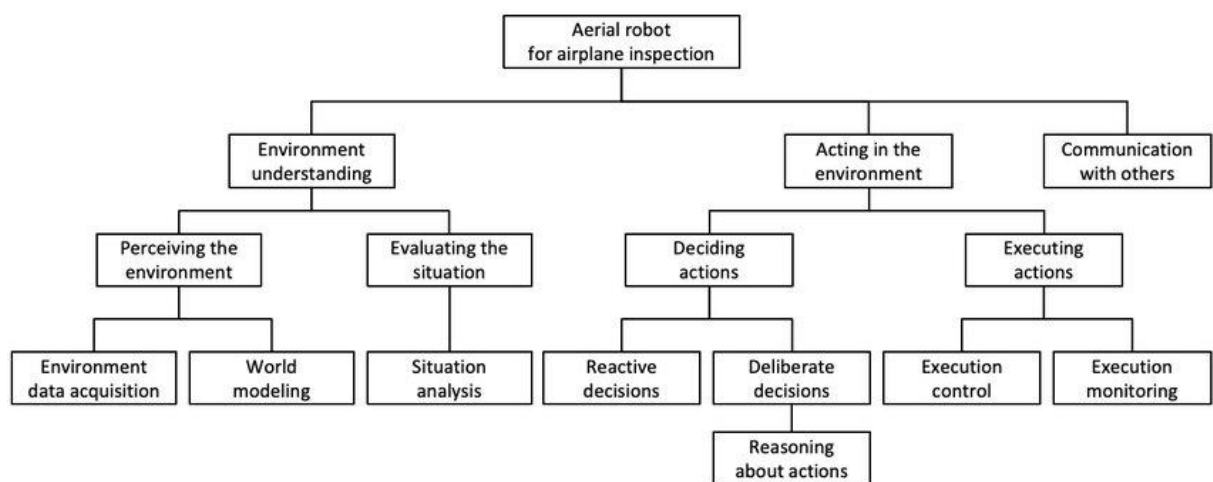 Aerial robot
for airplane inspection
Environment
understanding
Acting in the
environment
Communication
with others
Perceiving the
environment
Evaluating the
situation
Deciding
actions
Executing
actions
Environment
data acquisition
World
modeling
Situation
analysis
Reactive
decisions
Deliberate
decisions
Execution
control
Execution
monitoring
Reasoning
about actions